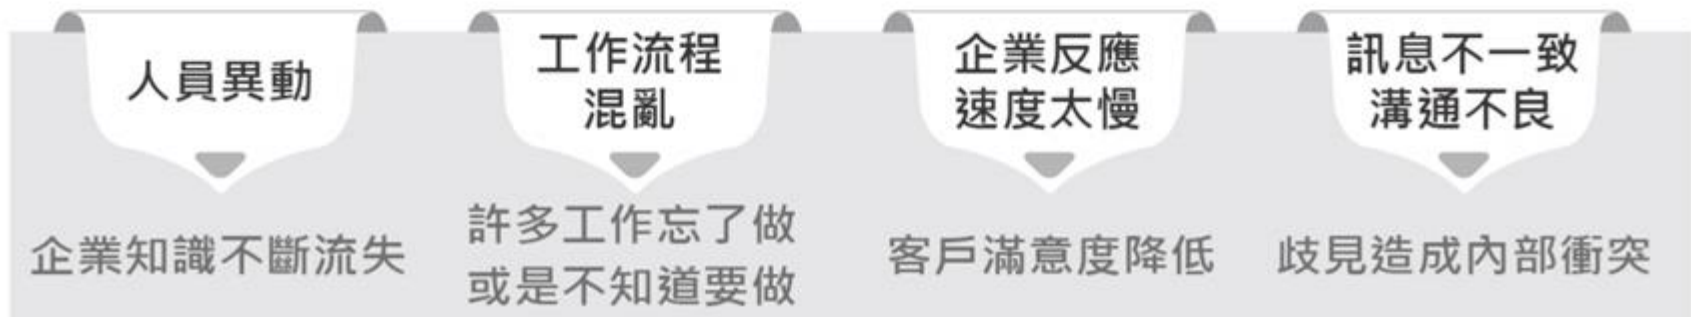 人員異動
企業知識不斷流失
工作流程
混亂
許多工作忘了做
或是不知道要做
企業反應
速度太慢
客戶滿意度降低
訊息不一致
溝通不良
歧見造成內部衝突